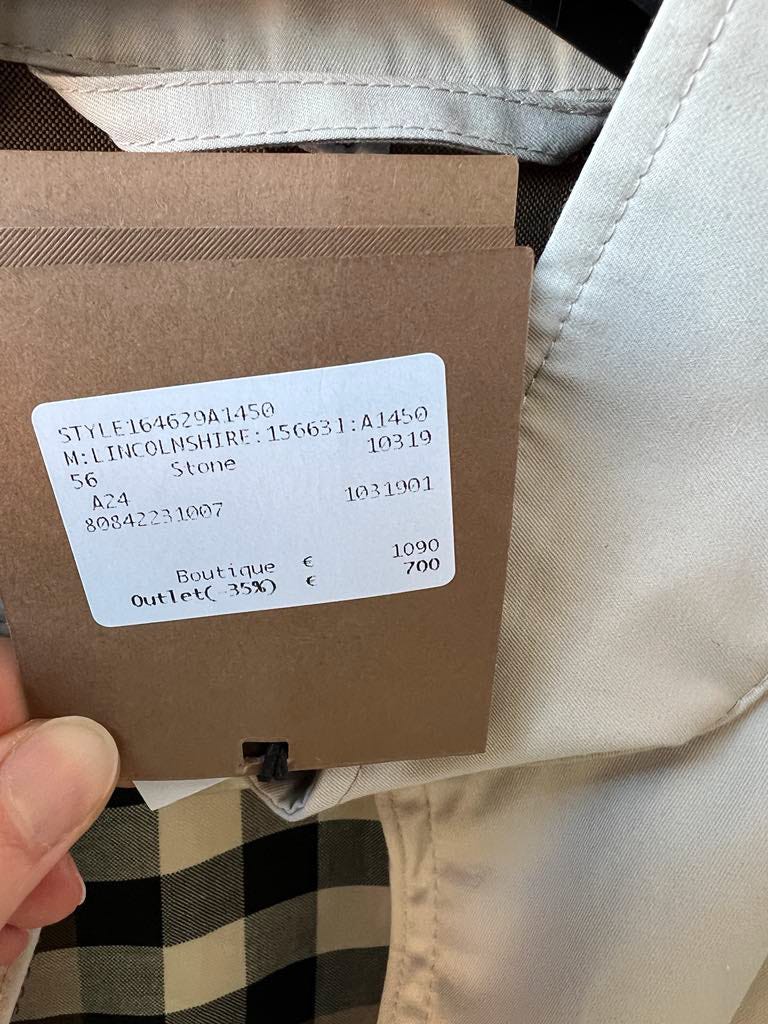 STYLE164629A1450
M:LINCOLNSHIRE:156631:A1450
56 Stone 10319
A24
80842231007 1031901
Boutique € 1090
Outlet(-35%) € 700